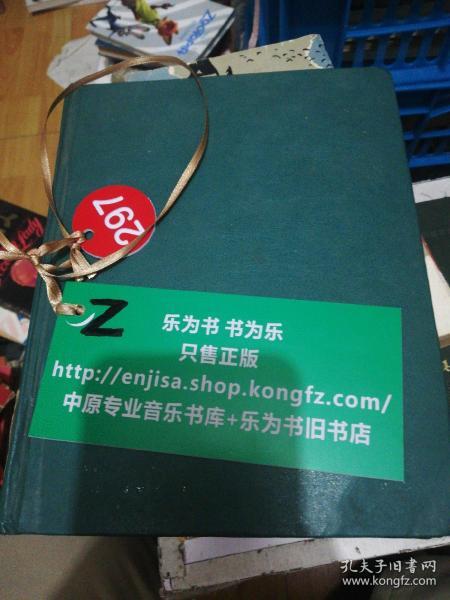 297
Z
乐为书 书为乐
只售正版
http://enjisa.shop.kongfz.com/
中原专业音乐书库+乐为书旧书店
孔夫子旧书网
www.kongfz.com